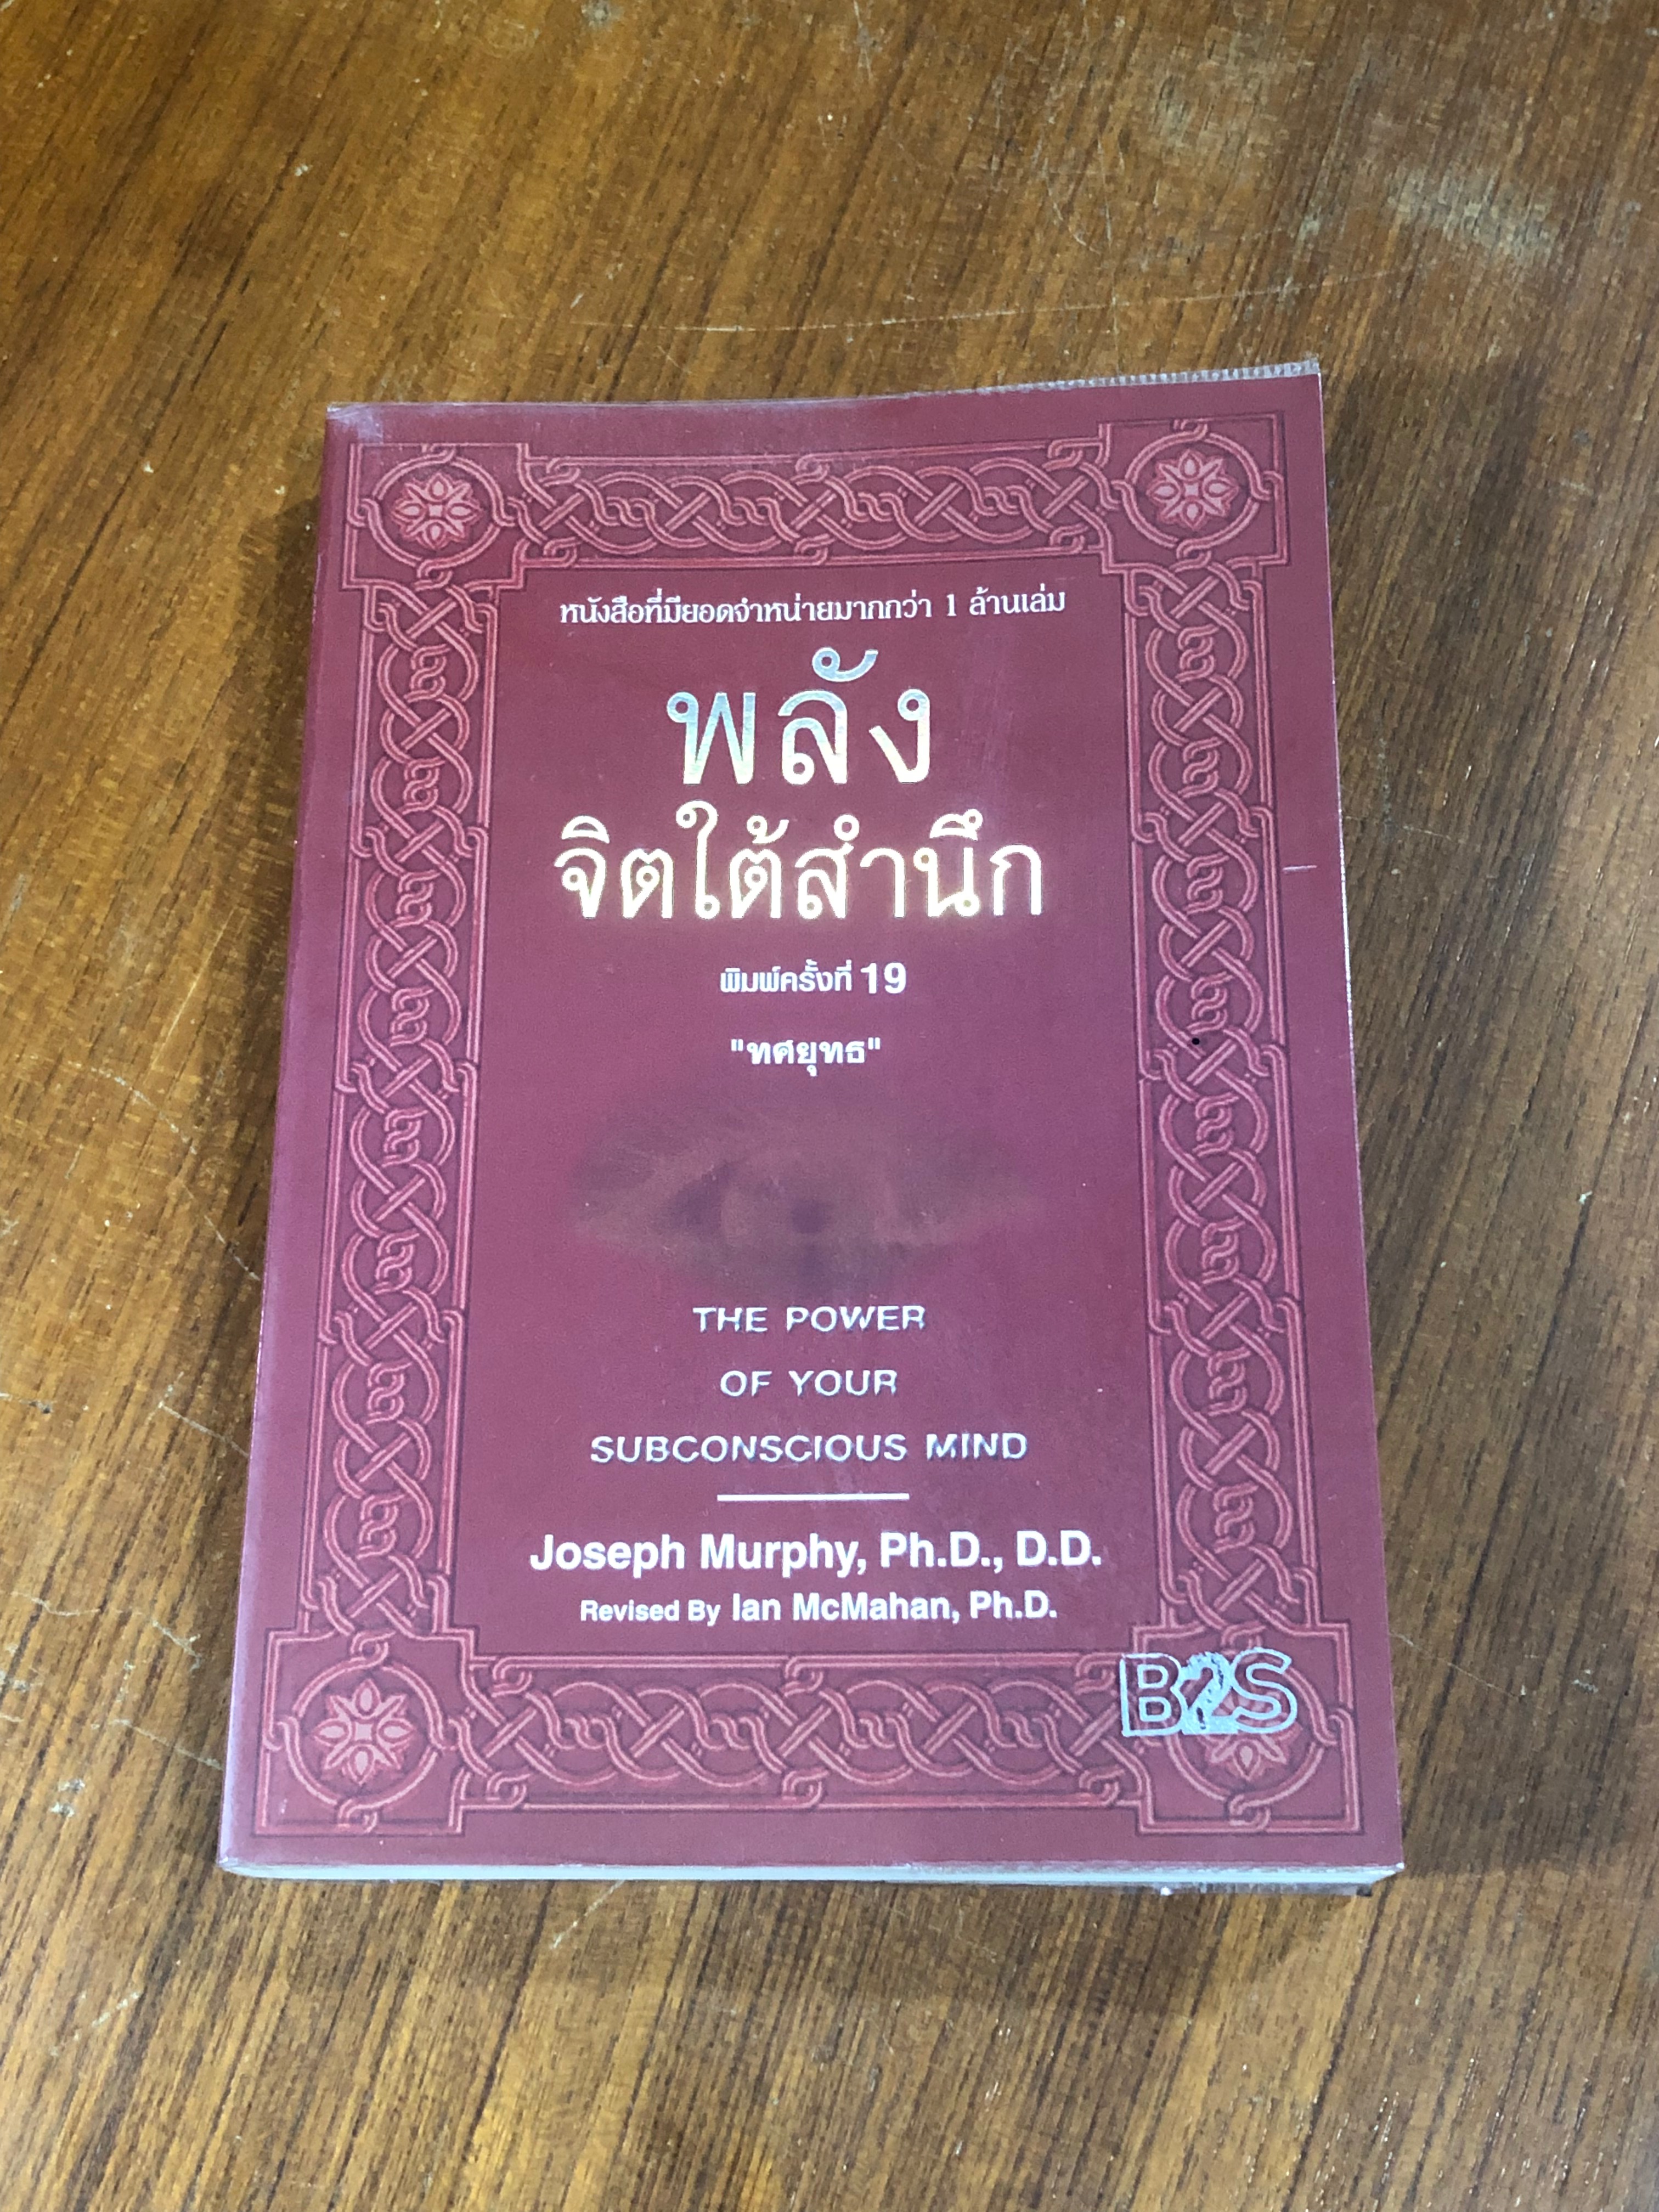 หนังสือที่มียอดจำหน่ายมากกว่า 1 ล้านเล่ม
พลัง
จิตใต้สำนึก
พิมพ์ครั้งที่ 19
"ทศยุทธ"
THE POWER
OF YOUR
SUBCONSCIOUS MIND
Joseph Murphy, Ph.D., D.D.
Revised By Ian McMahan, Ph.D.
B2S